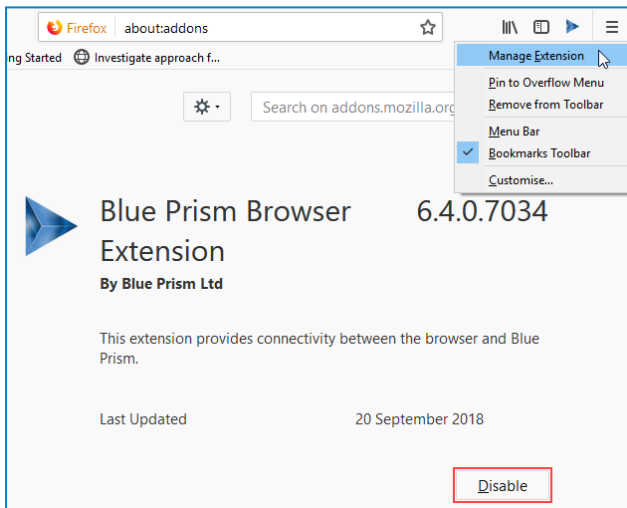 Firefox about:addons
ng Started Investigate approach f...
Manage Extension
Pin to Overflow Menu
Remove from Toolbar
Menu Bar
Bookmarks Toolbar
Customise...
Search on addons.mozilla.org
Blue Prism Browser
Extension
6.4.0.7034
By Blue Prism Ltd
This extension provides connectivity between the browser and Blue
Prism.
Last Updated 20 September 2018
Disable